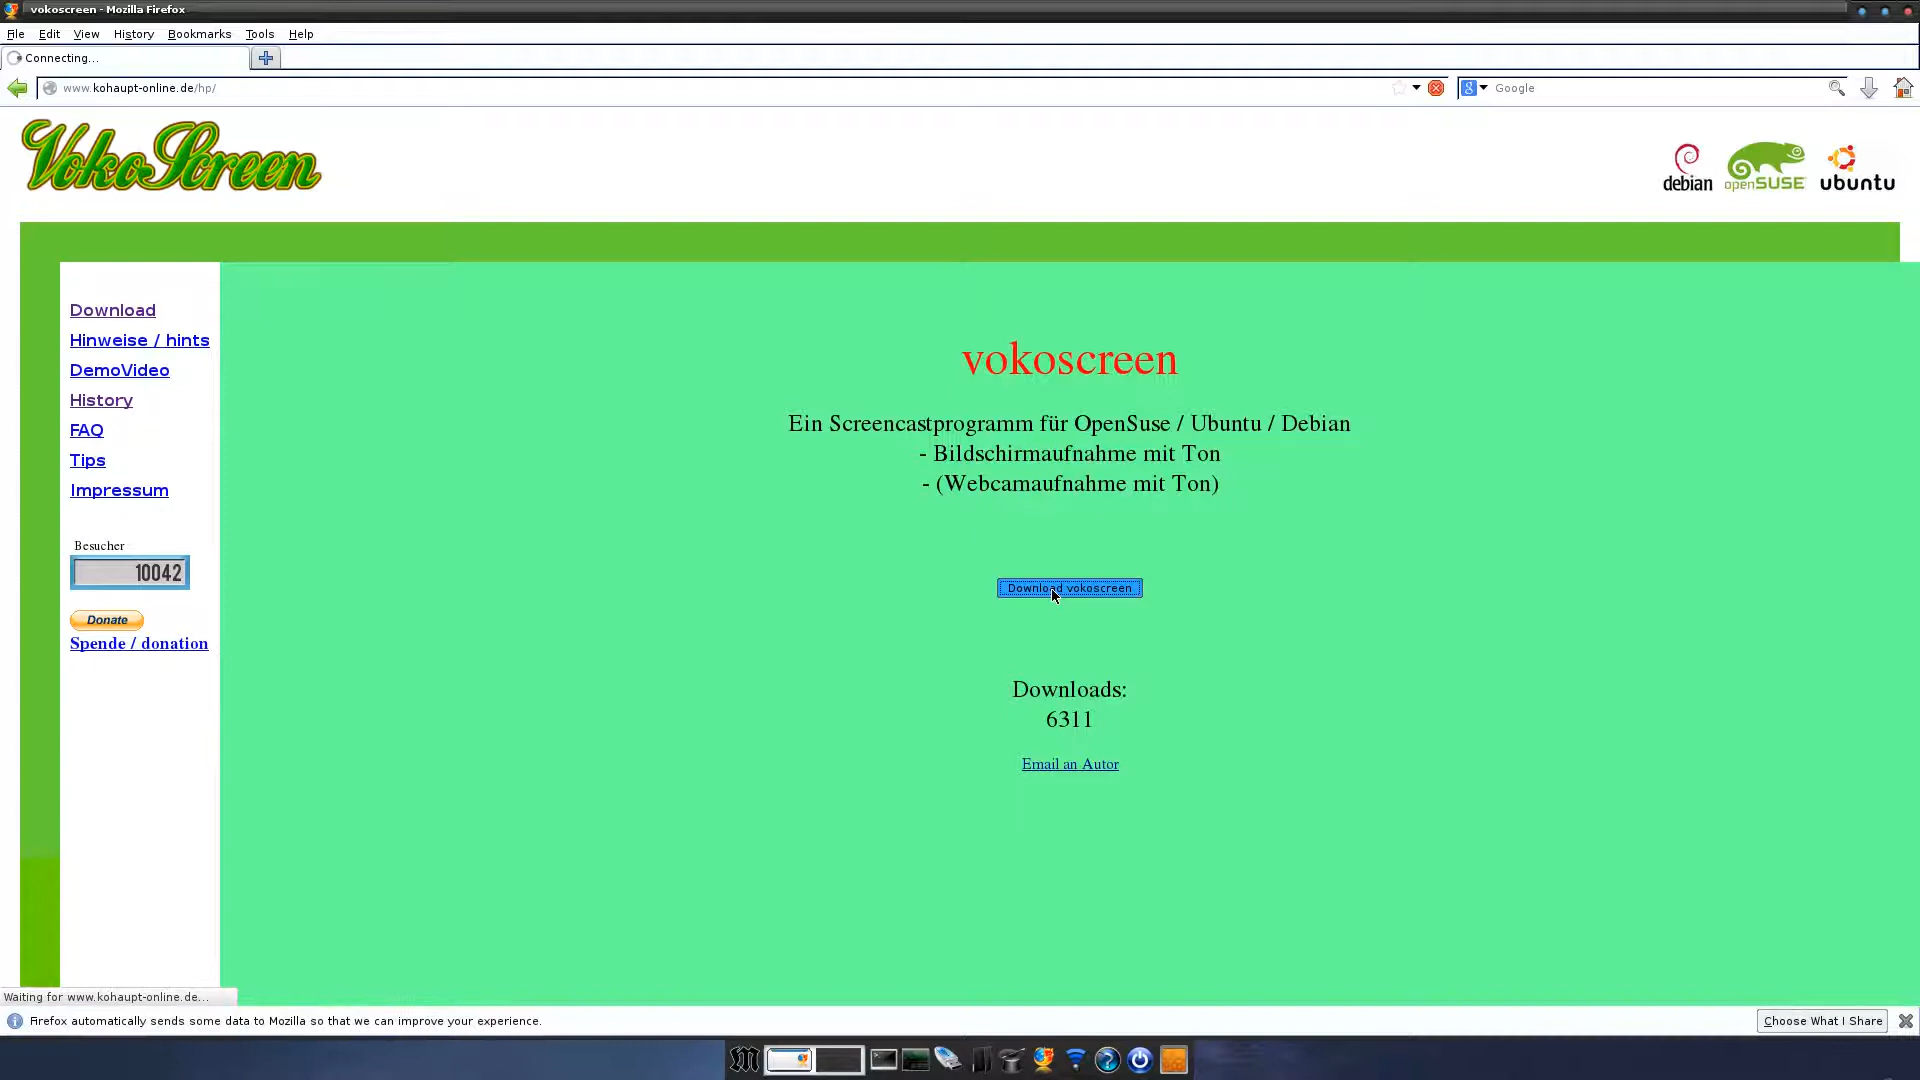 vokoscreen - Mozilla Firefox
File Edit View History Bookmarks Tools Help
Connecting...
www.kohaupt-online.de/hp/
Google
VokoScreen
debian
openSUSE
ubuntu
Download
Hinweise / hints
DemoVideo
History
FAQ
Tips
Impressum
Besucher
10042
Donate
Spende / donation
vokoscreen
Ein Screencastprogramm für OpenSuse / Ubuntu / Debian
- Bildschirmaufnahme mit Ton
- (Webcamaufnahme mit Ton)
Download vokoscreen
Downloads:
6311
Email an Autor
Waiting for www.kohaupt-online.de...
Firefox automatically sends some data to Mozilla so that we can improve your experience.
Choose What I Share